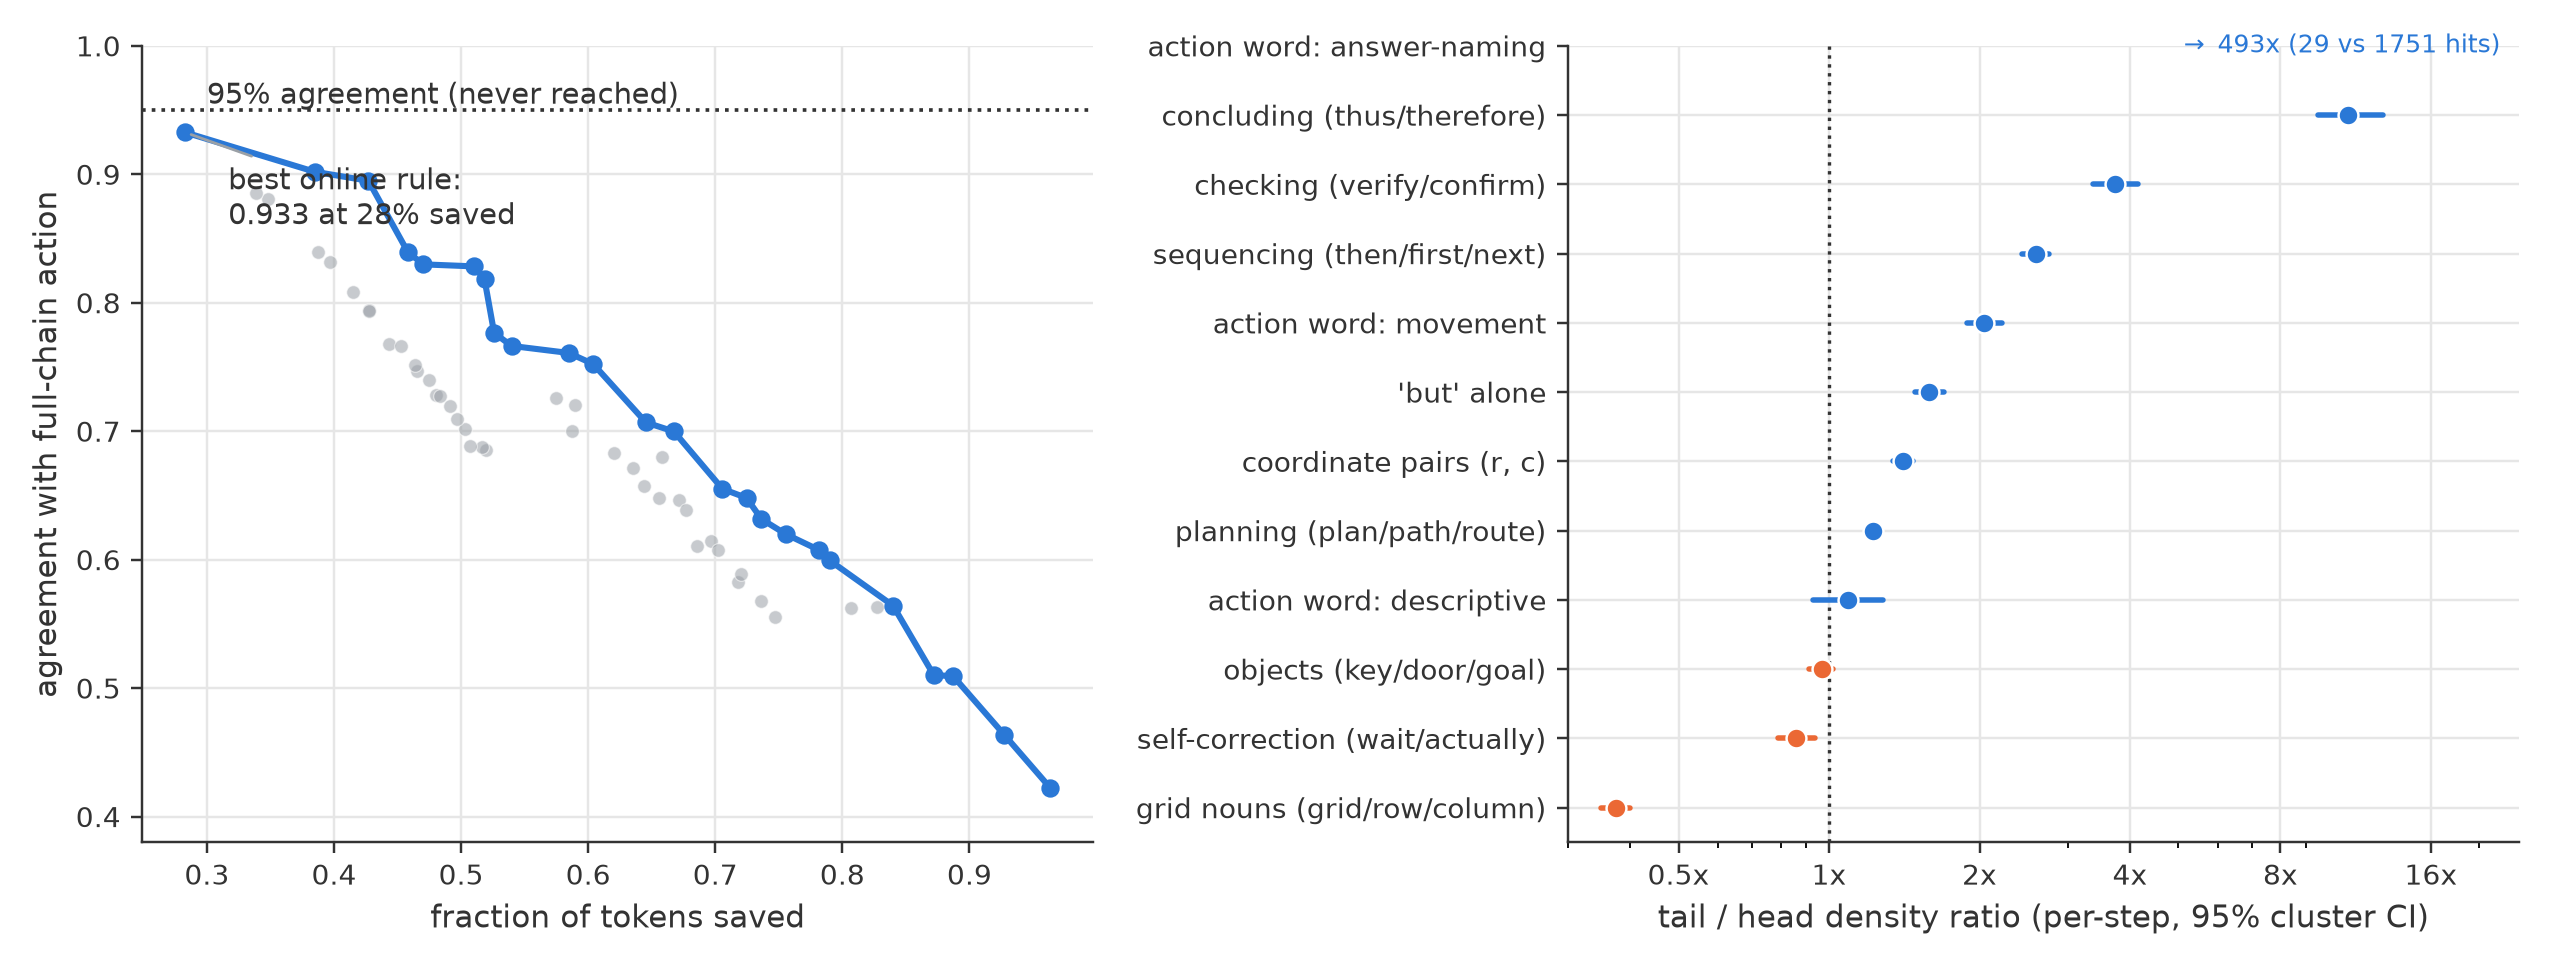 1.0
0.9
0.8
0.7
0.6
0.5
0.4
agreement with full-chain action
95% agreement (never reached)
best online rule:
0.933 at 28% saved
0.3 0.4 0.5 0.6 0.7 0.8 0.9
fraction of tokens saved
action word: answer-naming
concluding (thus/therefore)
checking (verify/confirm)
sequencing (then/first/next)
action word: movement
'but' alone
coordinate pairs (r, c)
planning (plan/path/route)
action word: descriptive
objects (key/door/goal)
self-correction (wait/actually)
grid nouns (grid/row/column)
→ 493x (29 vs 1751 hits)
0.5x 1x 2x 4x 8x 16x
tail / head density ratio (per-step, 95% cluster CI)